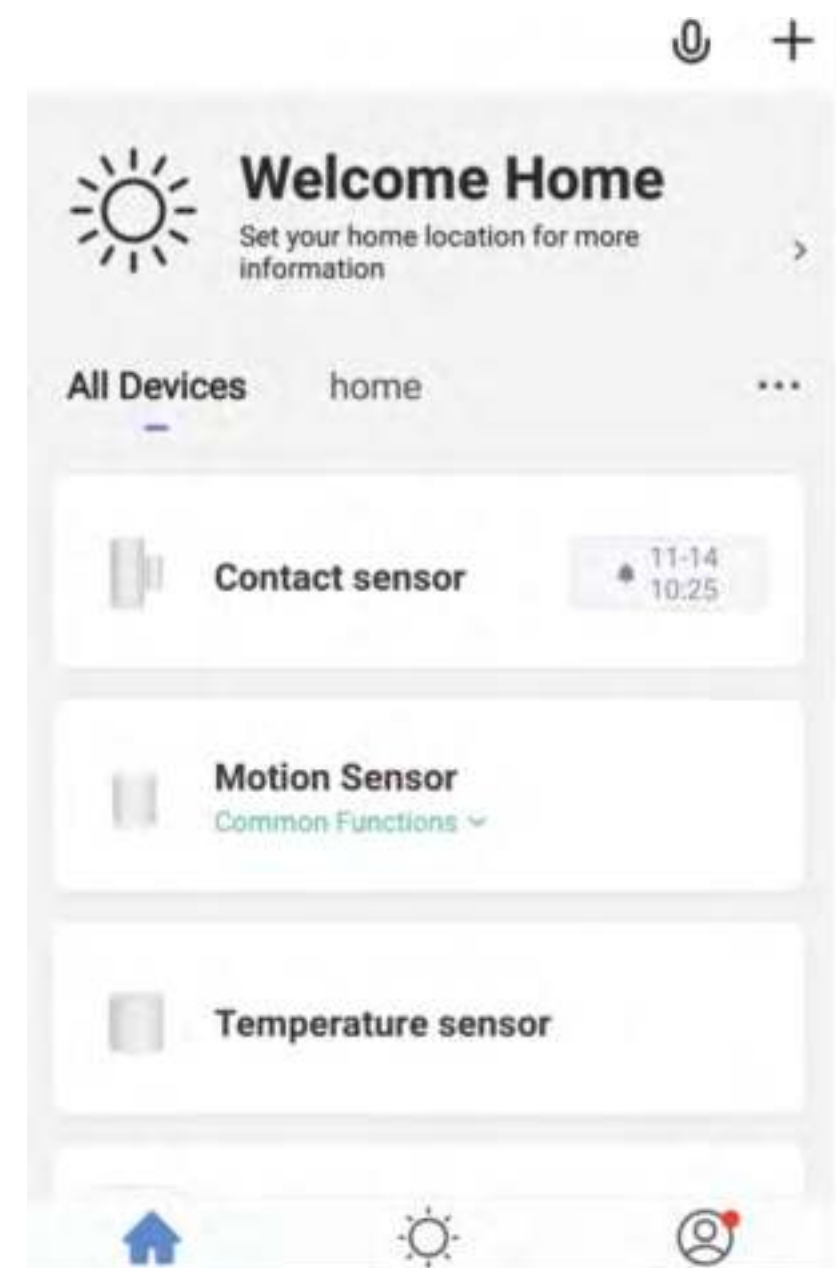 Welcome Home
Set your home location for more
information
All Devices
home
Contact sensor
11-14
10:25
Motion Sensor
Common Functions
Temperature sensor